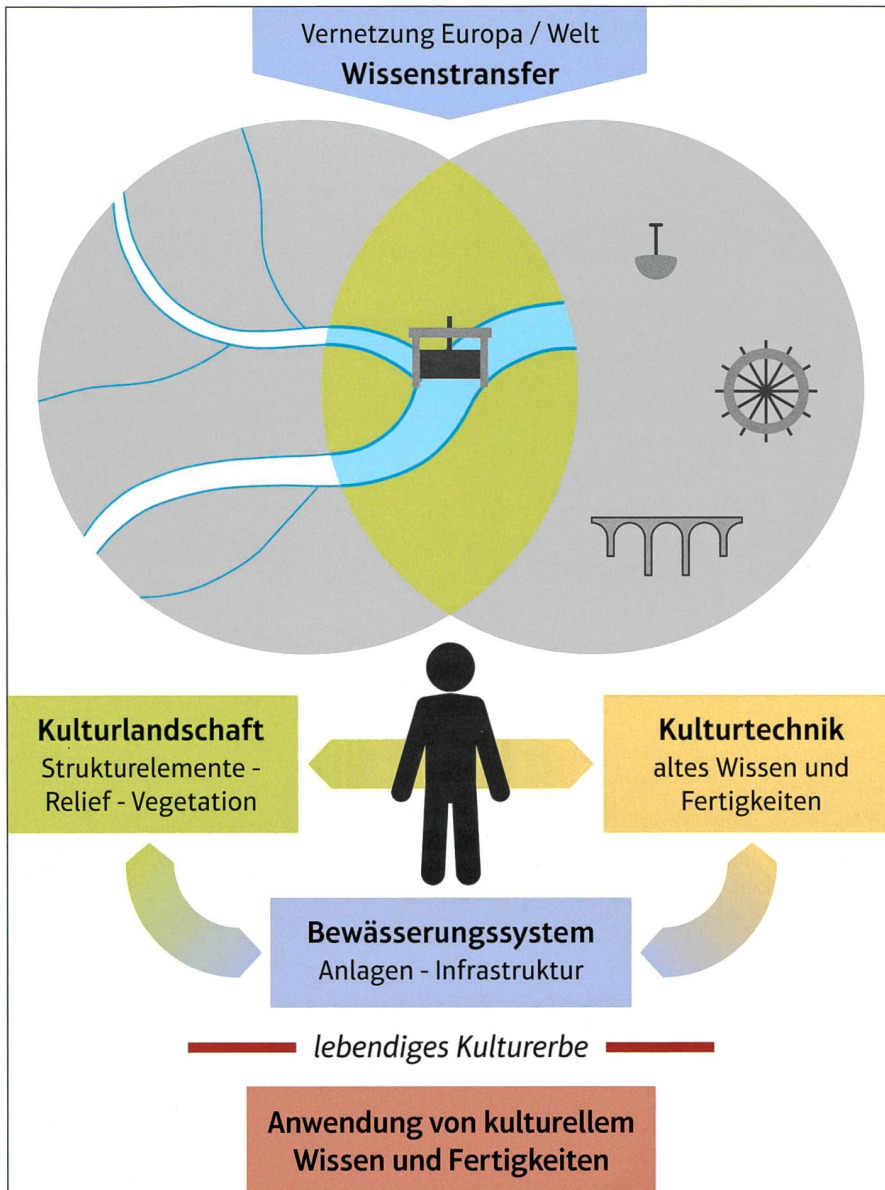 Vernetzung Europa / Welt
Wissenstransfer
Kulturlandschaft
Strukturelemente -
Relief - Vegetation
Kulturtechnik
altes Wissen und
Fertigkeiten
Bewässerungssystem
Anlagen - Infrastruktur
lebendiges Kulturerbe
Anwendung von kulturellem
Wissen und Fertigkeiten